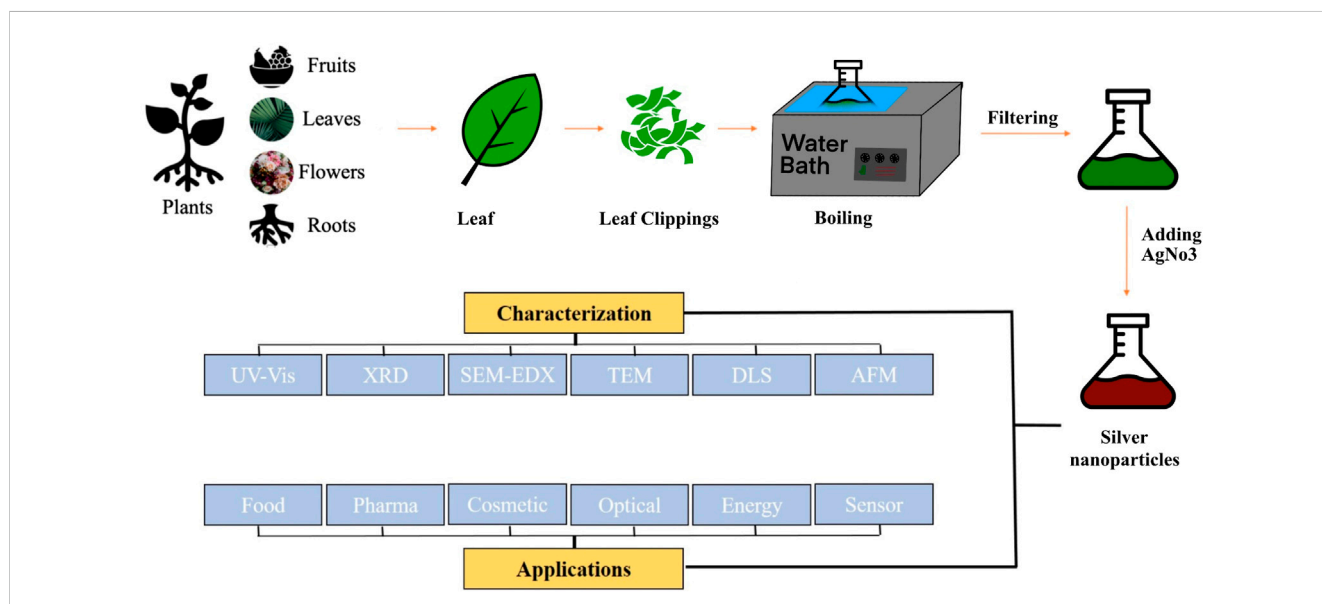 Fruits
Leaves
Flowers
Roots
Plants
Leaf
Leaf Clippings
Water
Bath
Boiling
Filtering
Adding
AgNo3
Silver
nanoparticles
Characterization
UV-Vis
XRD
SEM-EDX
TEM
DLS
AFM
Food
Pharma
Cosmetic
Optical
Energy
Sensor
Applications